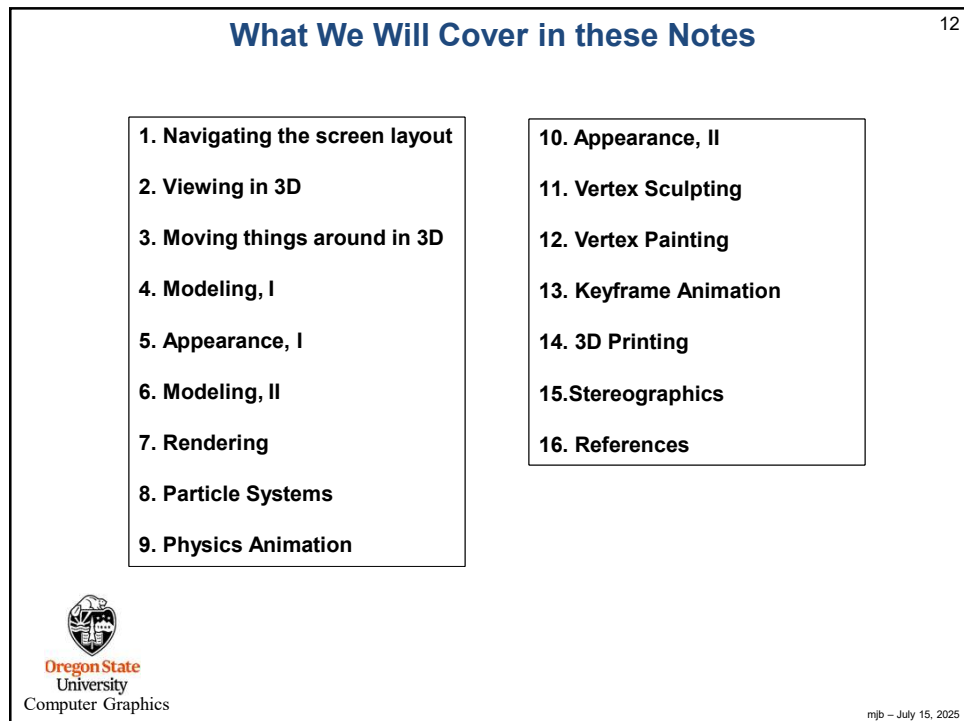 What We Will Cover in these Notes
12
1. Navigating the screen layout
2. Viewing in 3D
3. Moving things around in 3D
4. Modeling, I
5. Appearance, I
6. Modeling, II
7. Rendering
8. Particle Systems
9. Physics Animation
10. Appearance, II
11. Vertex Sculpting
12. Vertex Painting
13. Keyframe Animation
14. 3D Printing
15.Stereographics
16. References
Oregon State
University
Computer Graphics
mjb – July 15, 2025